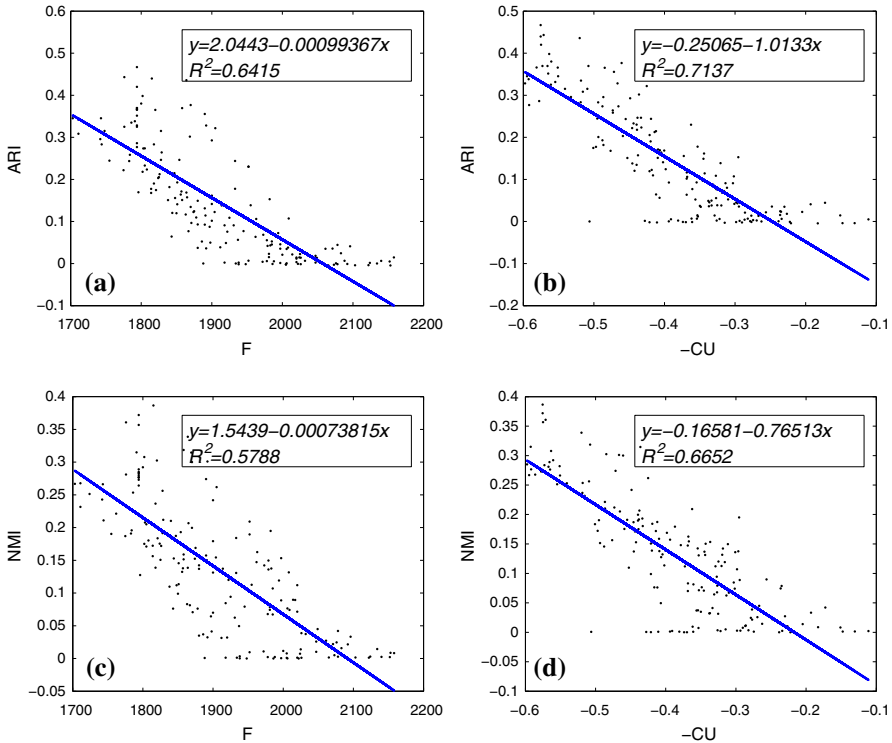 0.6
0.5
0.4
0.3
0.2
0.1
0
−0.1
ARI
y=2.0443−0.00099367x
R²=0.6415
(a)
1700 1800 1900 2000 2100 2200
F
0.5
0.4
0.3
0.2
0.1
0
−0.1
0.2
ARI
y=−0.25065−1.0133x
R²=0.7137
(b)
−0.6 −0.5 −0.4 −0.3 −0.2 −0.1
−CU
0.4
0.35
0.3
0.25
0.2
0.15
0.1
0.05
0
−0.05
NMI
y=1.5439−0.00073815x
R²=0.5788
(c)
1700 1800 1900 2000 2100 2200
F
0.4
0.35
0.3
0.25
0.2
0.15
0.1
0.05
0
−0.05
−0.1
NMI
y=−0.16581−0.76513x
R²=0.6652
(d)
−0.6 −0.5 −0.4 −0.3 −0.2 −0.1
−CU